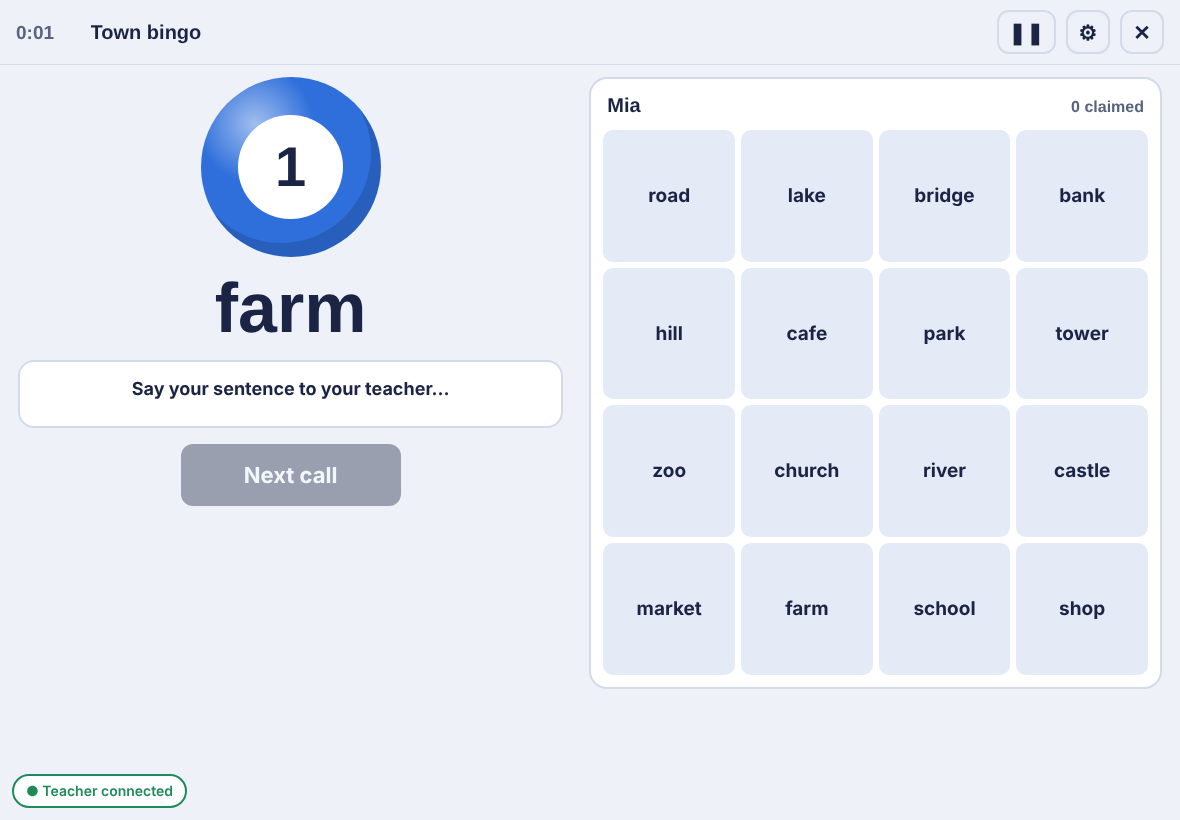 0:01 Town bingo
1
farm
Say your sentence to your teacher...
Next call
Mia 0 claimed
road lake bridge bank
hill cafe park tower
zoo church river castle
market farm school shop
Teacher connected